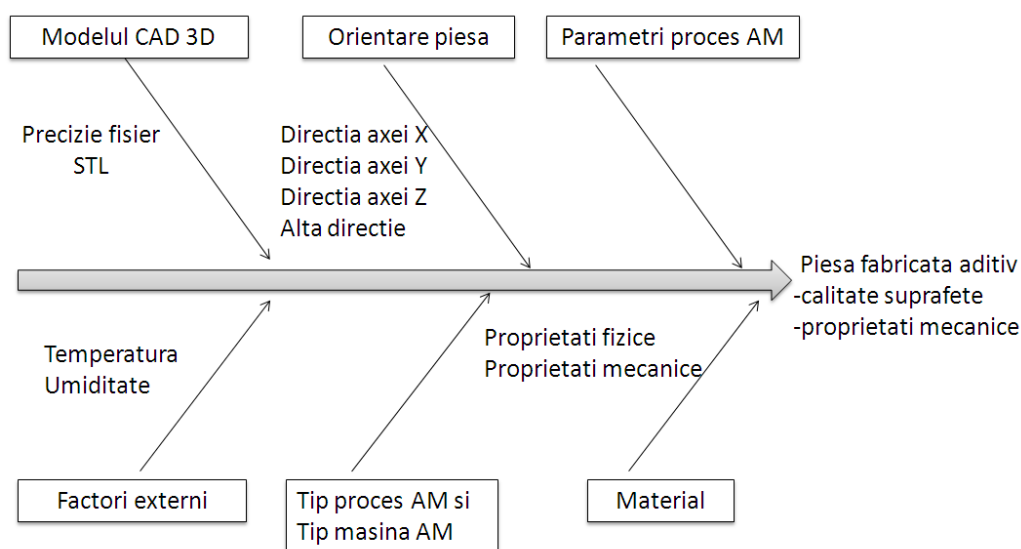 Modelul CAD 3D
Orientare piesa
Parametri proces AM
Precizie fisier
STL
Directia axei X
Directia axei Y
Directia axei Z
Alta directie
Piesa fabricata aditiv
-calitate suprafete
-proprietati mecanice
Temperatura
Umiditate
Proprietati fizice
Proprietati mecanice
Factori externi
Tip proces AM si
Tip masina AM
Material